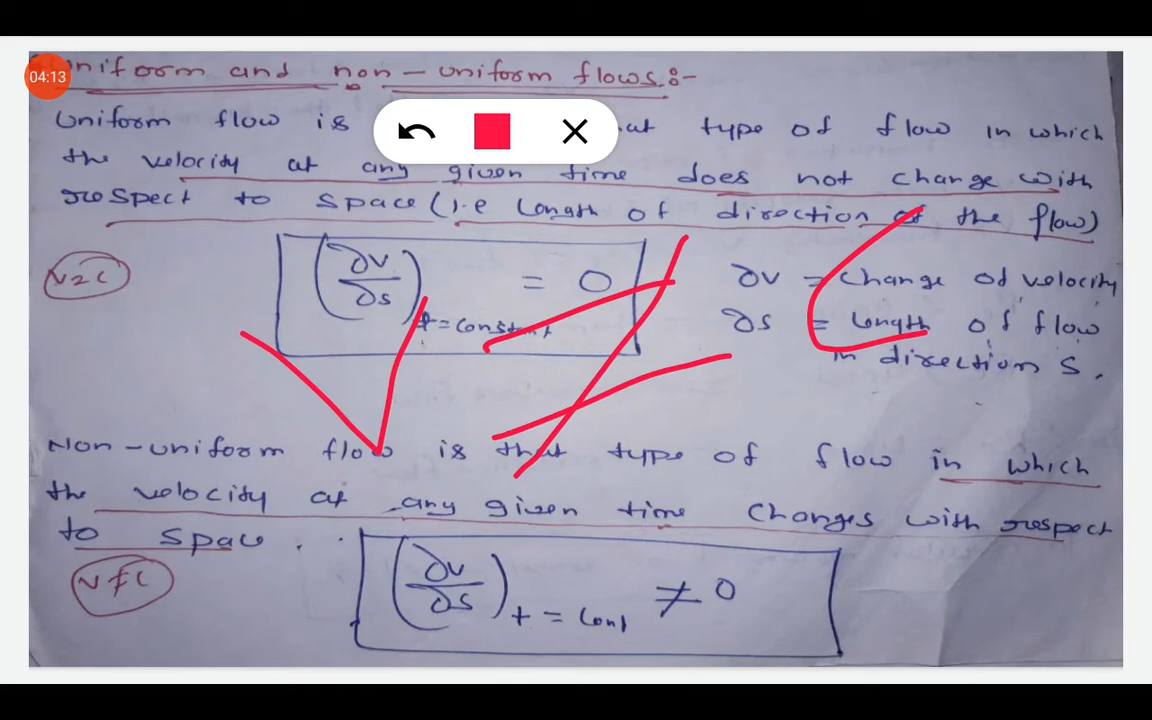 04:13
Uniform and non-uniform flows:-
Uniform flow is at type of flow in which
the velocity at any given time does not change with
respect to space (i.e length of direction of the flow)
V=C
(∂v/∂s) t=constant = 0
∂v = change of velocity
∂s = length of flow
in direction S.
Non-uniform flow is that type of flow in which
the velocity at any given time changes with respect
to space.
V≠C
(∂v/∂s) t = Const ≠ 0
V≠C